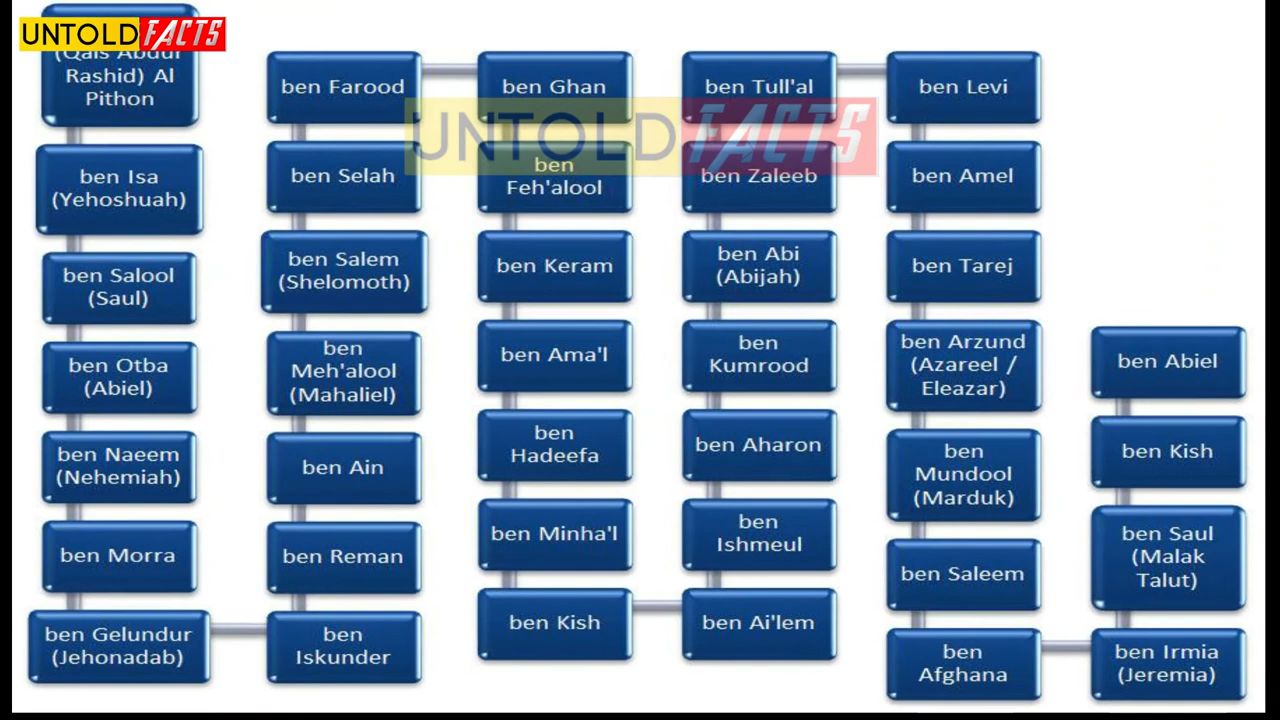 UNTOLD FACTS
(Qais Abdur
Rashid) Al
Pithon
ben Isa
(Yehoshuah)
ben Salool
(Saul)
ben Otba
(Abiel)
ben Naeem
(Nehemiah)
ben Morra
ben Gelundur
(Jehonadab)
ben Farood
ben Selah
ben Salem
(Shelomoth)
ben
Meh'alool
(Mahaliel)
ben Ain
ben Reman
ben
Iskunder
UNTOLD FACTS
ben Ghan
ben
Feh'alool
ben Keram
ben Ama'l
ben
Hadeefa
ben Minha'l
ben Kish
ben Tull'al
ben Zaleeb
ben Abi
(Abijah)
ben
Kumrood
ben Aharon
ben
Ishmeul
ben Ai'lem
ben Levi
ben Amel
ben Tarej
ben Arzund
(Azareel /
Eleazar)
ben
Mundool
(Marduk)
ben Saleem
ben
Afghana
ben Abiel
ben Kish
ben Saul
(Malak
Talut)
ben Irmia
(Jeremia)